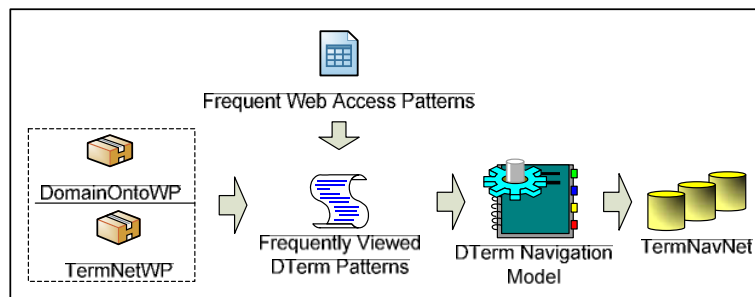 Frequent Web Access Patterns
DomainOntoWP
TermNetWP
Frequently Viewed
DTerm Patterns
DTerm Navigation
Model
TermNavNet